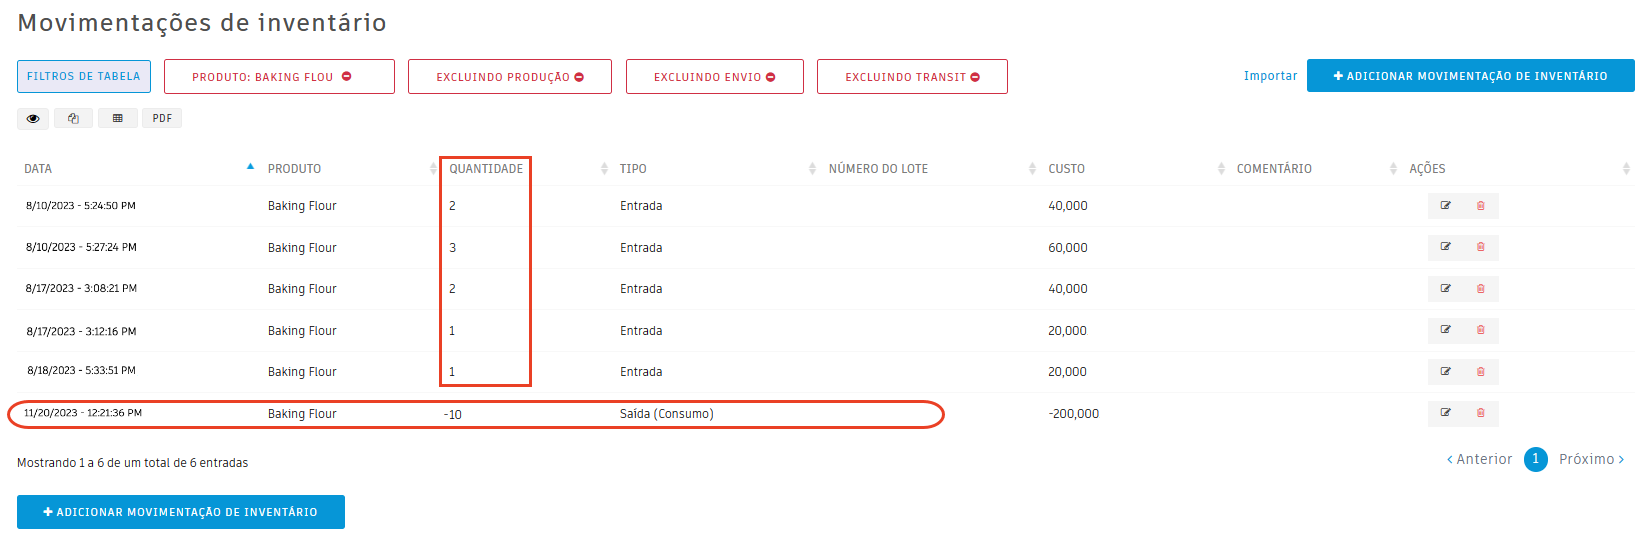 Movimentações de inventário
FILTROS DE TABELA PRODUTO: BAKING FLOU EXCLUINDO PRODUÇÃO EXCLUINDO ENVIO EXCLUINDO TRANSIT Importar ADICIONAR MOVIMENTAÇÃO DE INVENTÁRIO
PDF
DATA PRODUTO QUANTIDADE TIPO NÚMERO DO LOTE CUSTO COMENTÁRIO AÇÕES
8/10/2023 - 5:24:50 PM Baking Flour 2 Entrada 40,000
8/10/2023 - 5:27:24 PM Baking Flour 3 Entrada 60,000
8/17/2023 - 3:08:21 PM Baking Flour 2 Entrada 40,000
8/17/2023 - 3:12:16 PM Baking Flour 1 Entrada 20,000
8/18/2023 - 5:33:51 PM Baking Flour 1 Entrada 20,000
11/20/2023 - 12:21:36 PM Baking Flour -10 Saída (Consumo) -200,000
Mostrando 1 a 6 de um total de 6 entradas
Anterior 1 Próximo
ADICIONAR MOVIMENTAÇÃO DE INVENTÁRIO